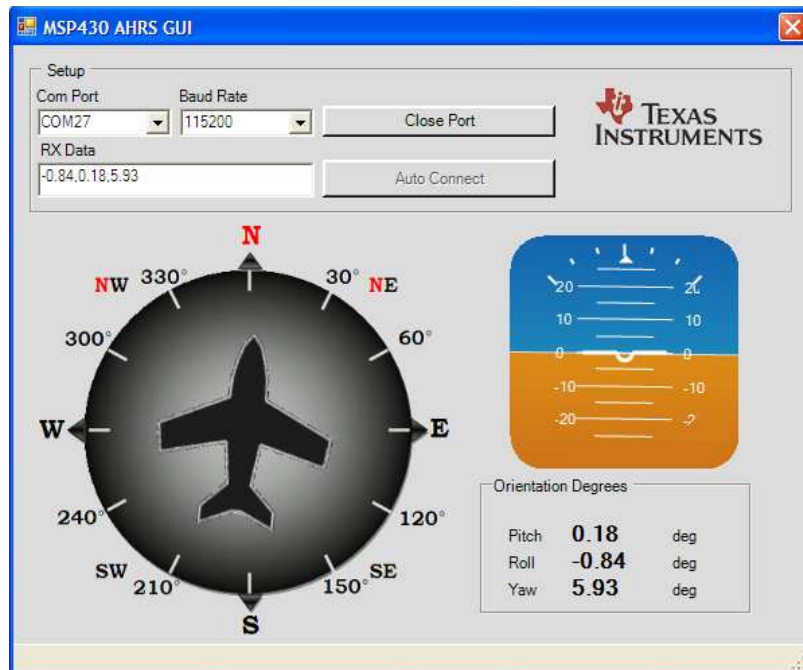 MSP430 AHRS GUI
Setup
Com Port
Baud Rate
COM27
115200
Close Port
TEXAS
INSTRUMENTS
RX Data
-0.84,0.18,5.93
Auto Connect
N
NW 330° 30° NE
300° 60°
W E
240° 120°
SW 210° 150° SE
S
20 20
10 10
0 0
-10 -10
-20 -2
Orientation Degrees
Pitch 0.18 deg
Roll -0.84 deg
Yaw 5.93 deg